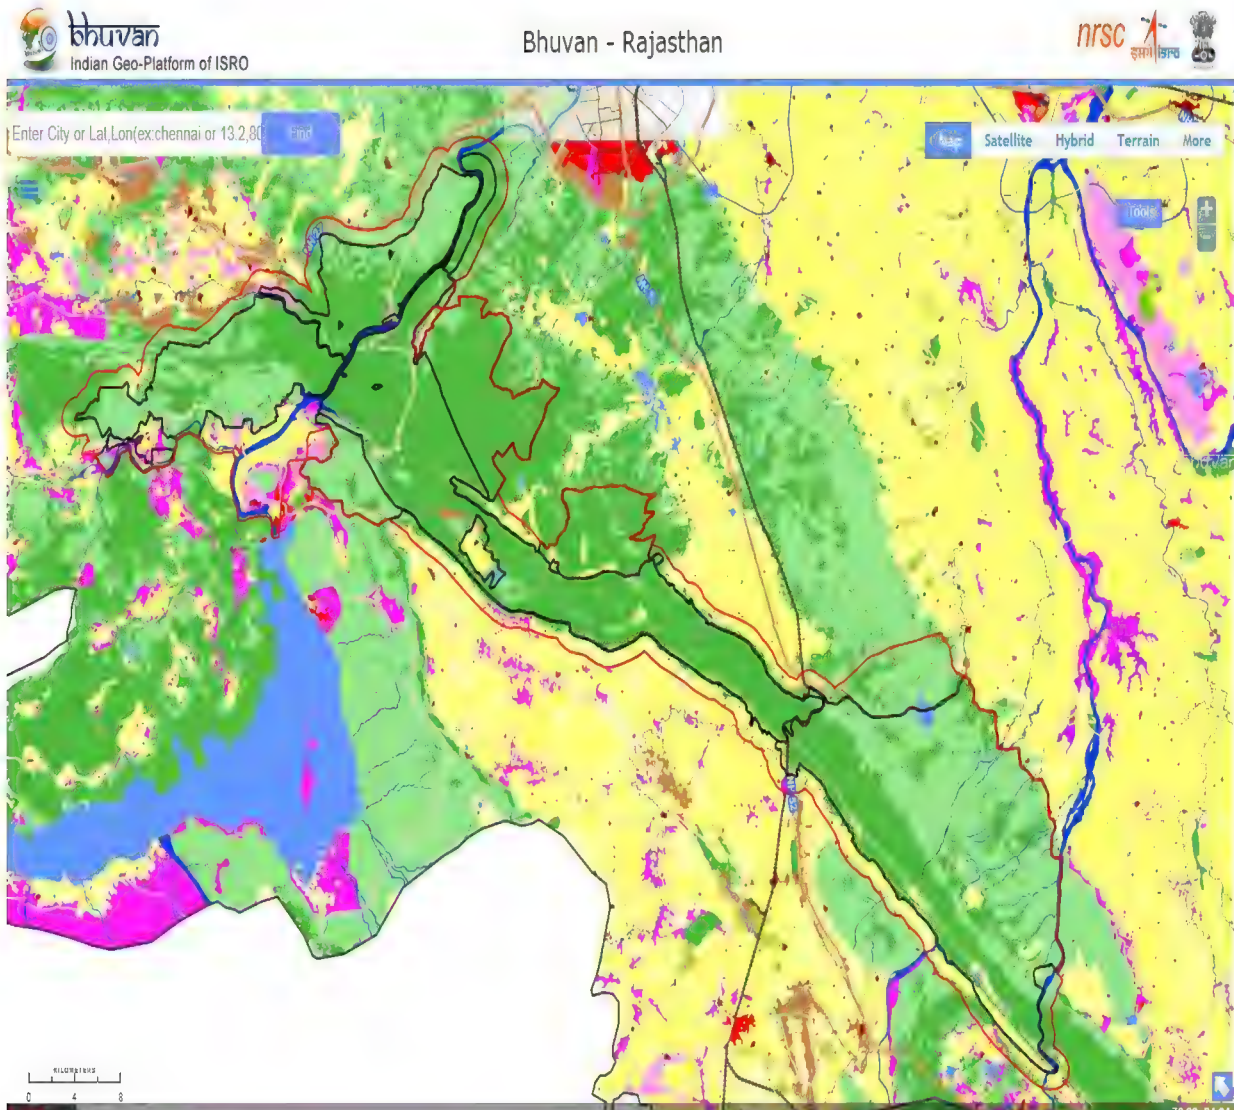 bhuvan
Indian Geo-Platform of ISRO
Bhuvan - Rajasthan
nrsc
इसरो isro
Enter City or Lat,Lon(ex:chennai or 13.2,80
Find
Map
Satellite
Hybrid
Terrain
More
Tools
KILOMETERS
0 4 8